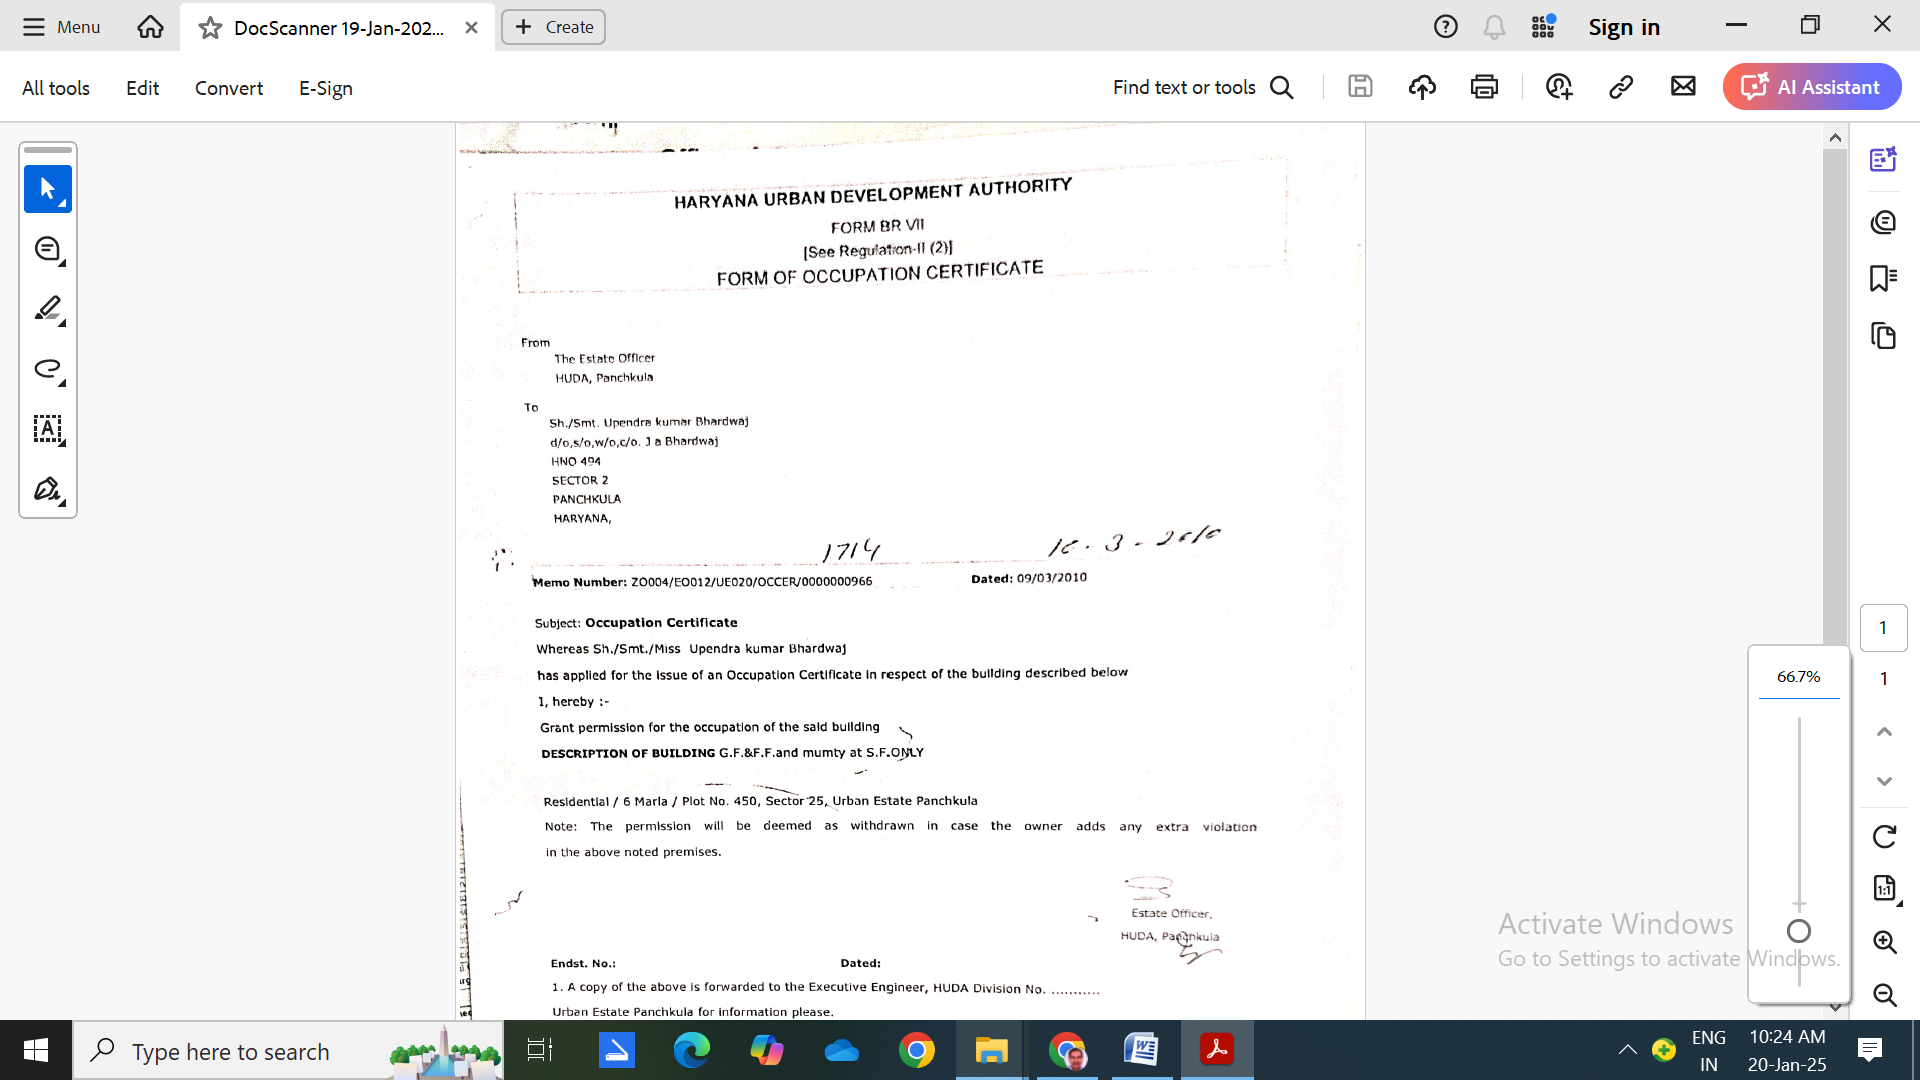 Menu
DocScanner 19-Jan-202...
Create
Sign in
All tools
Edit
Convert
E-Sign
Find text or tools
AI Assistant
HARYANA URBAN DEVELOPMENT AUTHORITY
FORM BR VII
[See Regulation-II (2)]
FORM OF OCCUPATION CERTIFICATE
From
The Estate Officer
HUDA, Panchkula
To
Sh./Smt. Upendra kumar Bhardwaj
d/o,s/o,w/o,c/o. J a Bhardwaj
HNO 494
SECTOR 2
PANCHKULA
HARYANA,
1714
10 - 3 - 2010
Memo Number: ZO004/EO012/UE020/OCCER/0000000966 Dated: 09/03/2010
Subject: Occupation Certificate
Whereas Sh./Smt./Miss Upendra kumar Bhardwaj
has applied for the issue of an Occupation Certificate in respect of the building described below
I, hereby :-
Grant permission for the occupation of the said building
DESCRIPTION OF BUILDING G.F.&F.F.and mumty at S.F.ONLY
Residential / 6 Marla / Plot No. 450, Sector 25, Urban Estate Panchkula
Note: The permission will be deemed as withdrawn in case the owner adds any extra violation
in the above noted premises.
Estate Officer,
HUDA, Panchkula
Endst. No.: Dated:
1. A copy of the above is forwarded to the Executive Engineer, HUDA Division No. ...........
Urban Estate Panchkula for information please.
1
66.7%
1
Activate Windows
Go to Settings to activate Windows.
Type here to search
ENG
IN
10:24 AM
20-Jan-25